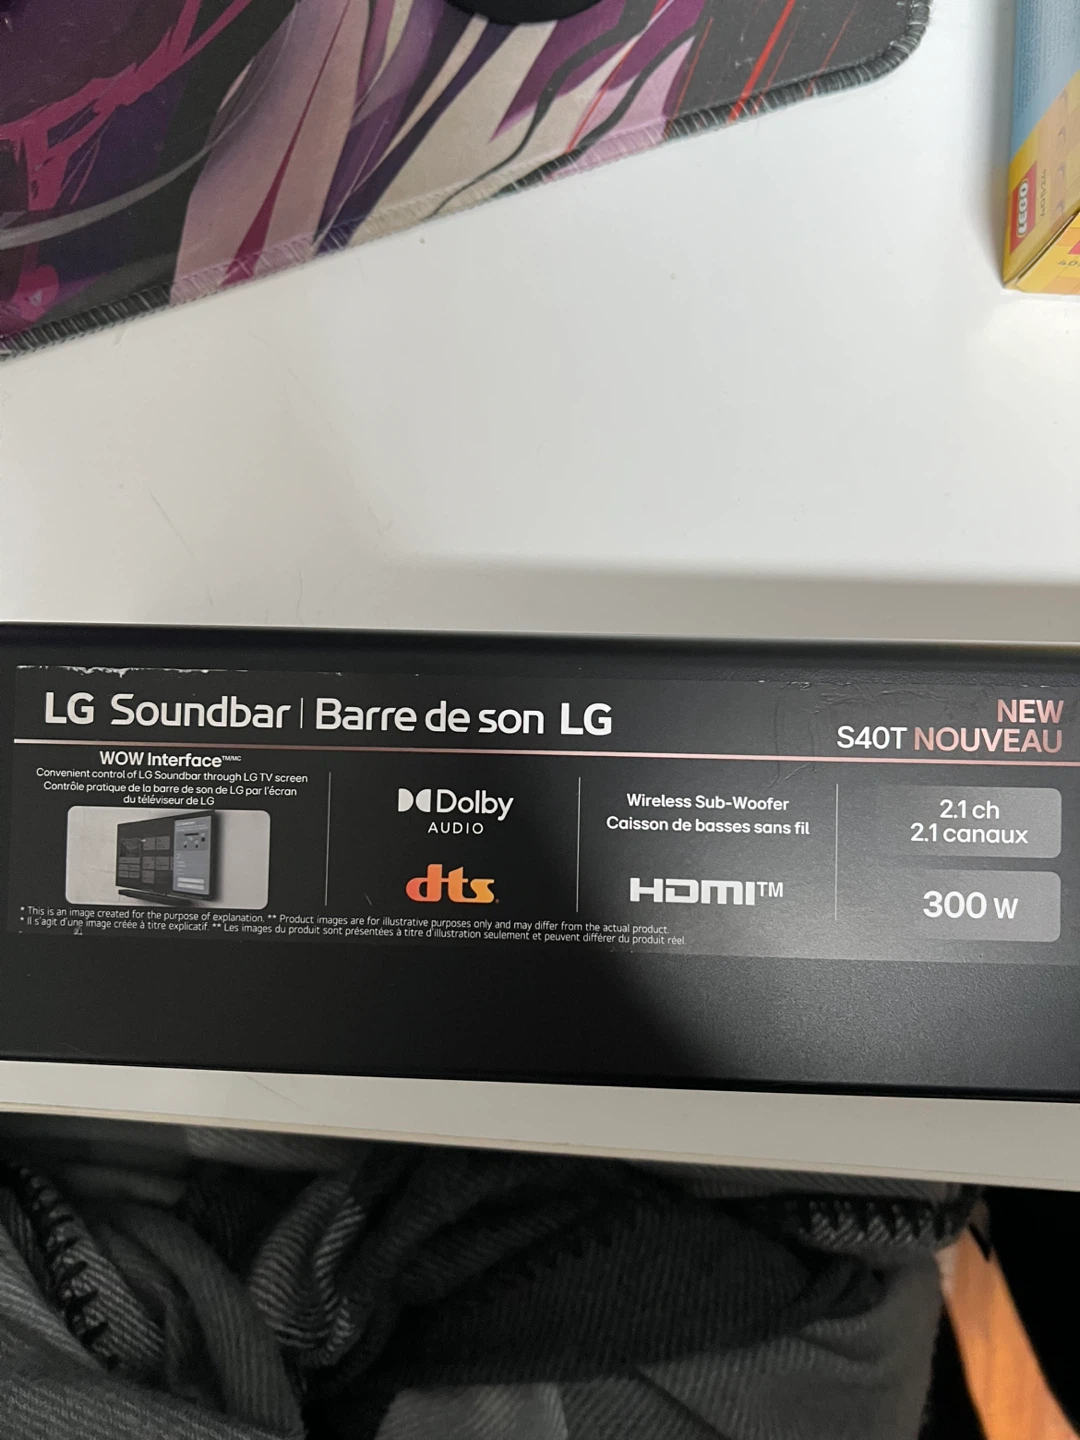 LEGO
LG Soundbar | Barre de son LG
NEW
S40T NOUVEAU
WOW Interface™/MC
Convenient control of LG Soundbar through LG TV screen
Contrôle pratique de la barre de son de LG par l'écran
du téléviseur de LG
Dolby
AUDIO
dts
Wireless Sub-Woofer
Caisson de basses sans fil
HDMI™
2.1 ch
2.1 canaux
300 W
* This is an image created for the purpose of explanation. ** Product images are for illustrative purposes only and may differ from the actual product.
* Il s'agit d'une image créée à titre explicatif. ** Les images du produit sont présentées à titre d'illustration seulement et peuvent différer du produit réel.